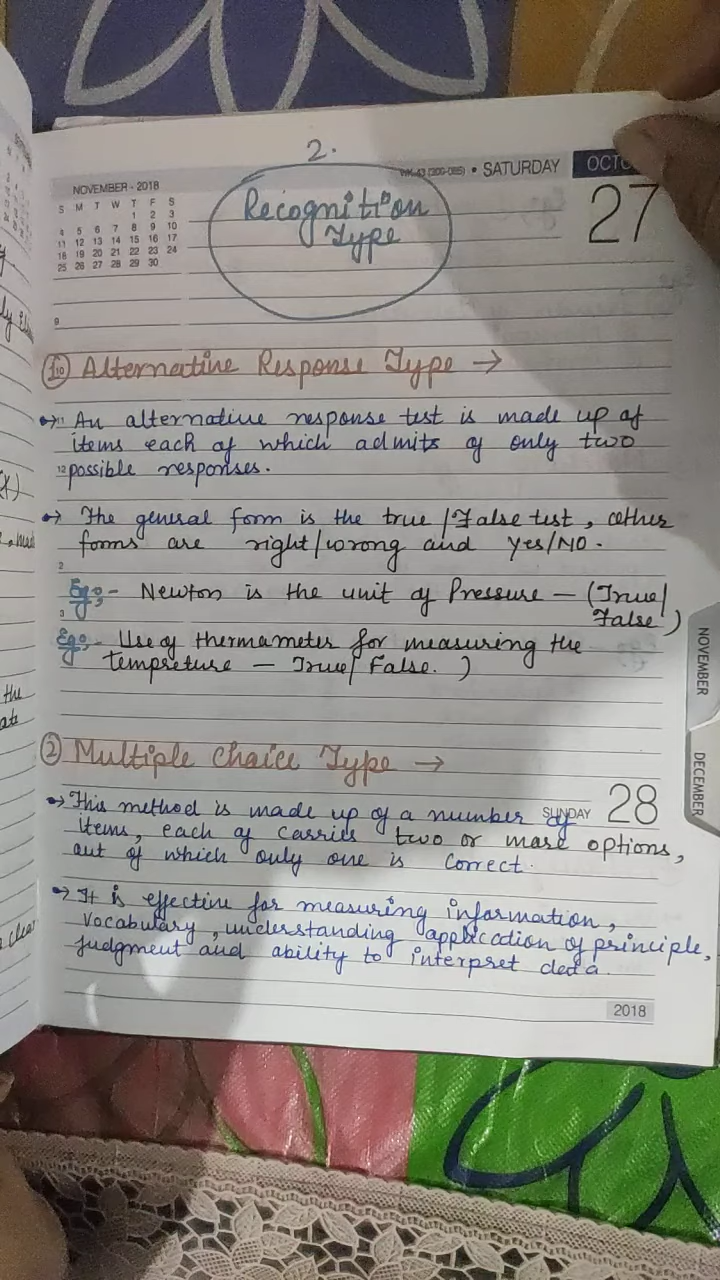 2.
NOVEMBER - 2018
S M T W T F S
1 2 3
4 5 6 7 8 9 10
11 12 13 14 15 16 17
18 19 20 21 22 23 24
25 26 27 28 29 30
SATURDAY
27
Recognition
Type
9
① Alternative Response Type →
→ An alternative response test is made up of
items each of which admits of only two
12 possible responses.
→ The general form is the true / False test, other
forms are right/wrong and Yes/NO.
2
Eg:- Newton is the unit of Pressure - (True/
3
False)
Eg:- Use of thermameter for measuring the
tempreture - True/ False. )
NOVEMBER
DECEMBER
② Multiple Choice Type →
SUNDAY 28
→ This method is made up of a number of
items, each of carries two or more options,
out of which only one is correct.
→ It is effective for measuring information,
Vocabulary, understanding application of principle,
Judgment and ability to interpret data.
2018
the
clear